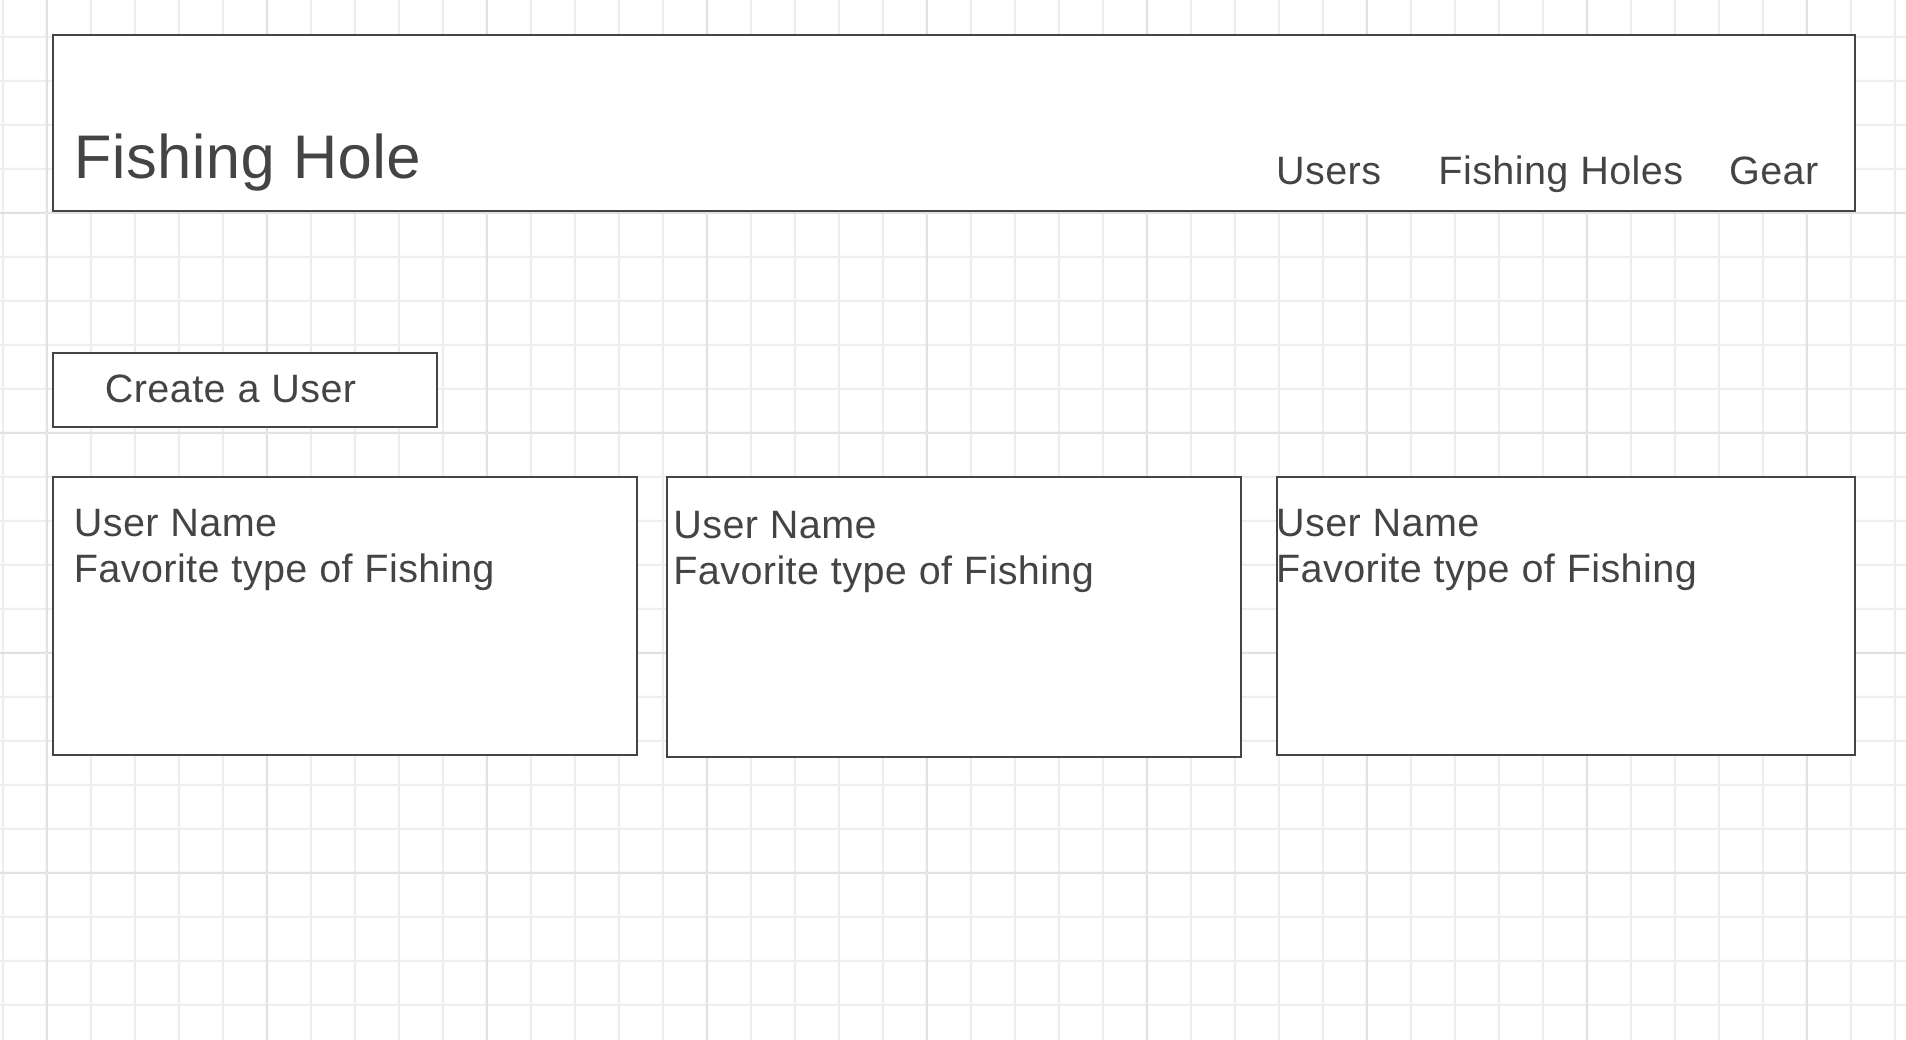 Fishing Hole
Users Fishing Holes Gear
Create a User
User Name
Favorite type of Fishing
User Name
Favorite type of Fishing
User Name
Favorite type of Fishing